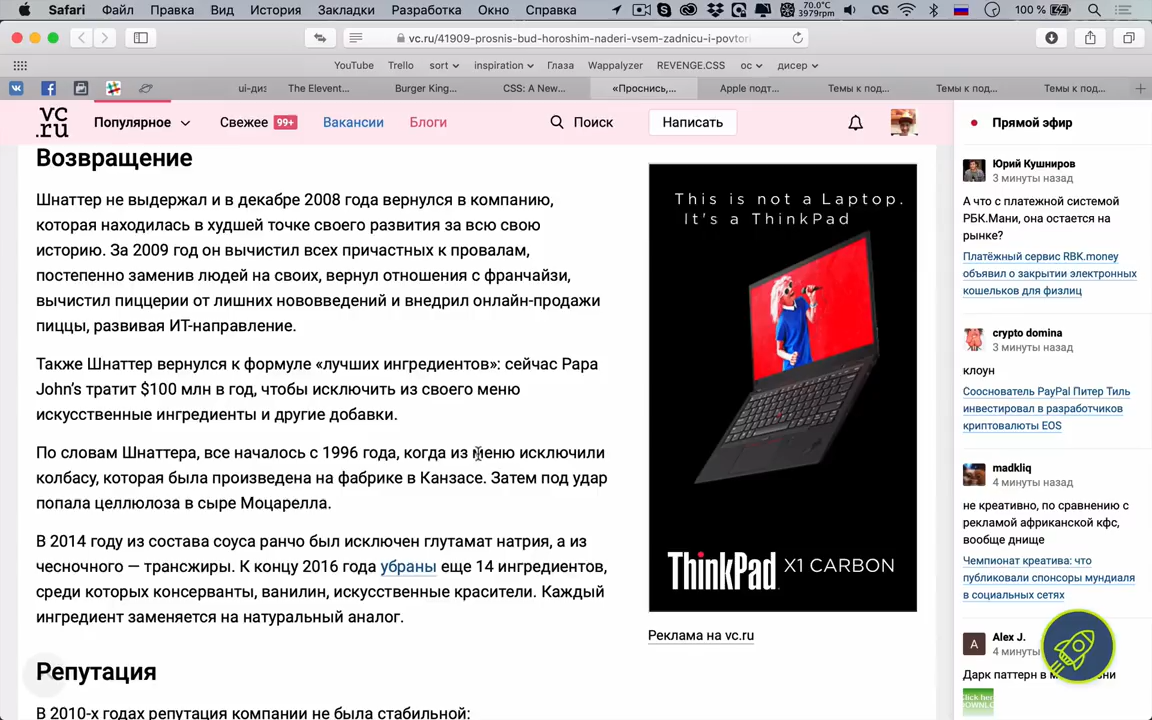 Safari Файл Правка Вид История Закладки Разработка Окно Справка 70.0°C 3979rpm 100 %
vc.ru/41909-prosnis-bud-horoshim-naderi-vsem-zadnicu-i-povtori
YouTube Trello sort inspiration Глаза Wappalyzer REVENGE.CSS ос дисер
ui-диз The Elevent... Burger King... CSS: A New... «Проснись,... Apple подт... Темы к под... Темы к под... Темы к под...
vc.ru Популярное Свежее 99+ Вакансии Блоги Поиск Написать
Возвращение
Шнаттер не выдержал и в декабре 2008 года вернулся в компанию,
которая находилась в худшей точке своего развития за всю свою
историю. За 2009 год он вычистил всех причастных к провалам,
постепенно заменив людей на своих, вернул отношения с франчайзи,
вычистил пиццерии от лишних нововведений и внедрил онлайн-продажи
пиццы, развивая ИТ-направление.
Также Шнаттер вернулся к формуле «лучших ингредиентов»: сейчас Papa
John’s тратит $100 млн в год, чтобы исключить из своего меню
искусственные ингредиенты и другие добавки.
По словам Шнаттера, все началось с 1996 года, когда из меню исключили
колбасу, которая была произведена на фабрике в Канзасе. Затем под удар
попала целлюлоза в сыре Моцарелла.
В 2014 году из состава соуса ранчо был исключен глутамат натрия, а из
чесночного — трансжиры. К концу 2016 года убраны еще 14 ингредиентов,
среди которых консерванты, ванилин, искусственные красители. Каждый
ингредиент заменяется на натуральный аналог.
Репутация
В 2010-х годах репутация компании не была стабильной:
This is not a Laptop.
It's a ThinkPad
ThinkPad X1 CARBON
Реклама на vc.ru
Прямой эфир
Юрий Кушниров
3 минуты назад
А что с платежной системой
РБК.Мани, она остается на
рынке?
Платёжный сервис RBK.money
объявил о закрытии электронных
кошельков для физлиц
crypto domina
3 минуты назад
клоун
Сооснователь PayPal Питер Тиль
инвестировал в разработчиков
криптовалюты EOS
madkliq
4 минуты назад
не креативно, по сравнению с
рекламой африканской кфс,
вообще днище
Чемпионат креатива: что
публиковали спонсоры мундиаля
в социальных сетях
A Alex J.
4 минуты
Дарк паттерн в